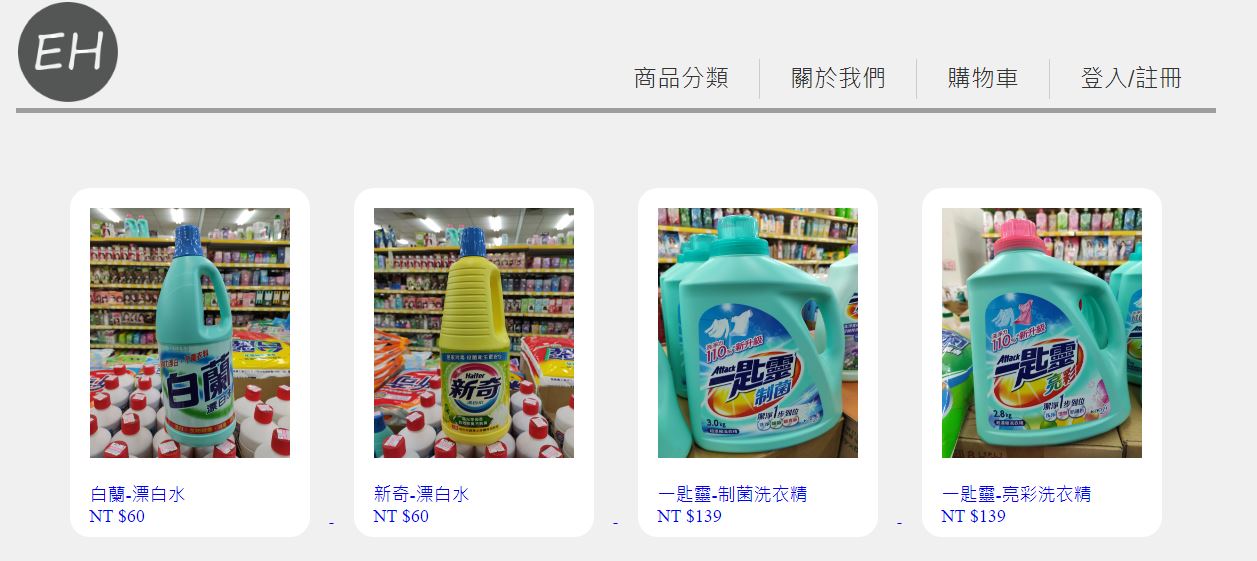 EH
商品分類
關於我們
購物車
登入/註冊
白蘭
漂白水
Haiter
新奇
110
新升級
Attack
一匙靈
制菌
潔淨1步到位
3.0kg
110
新升級
Attack
一匙靈
亮彩
潔淨1步到位
2.8kg
白蘭-漂白水
NT $60
新奇-漂白水
NT $60
一匙靈-制菌洗衣精
NT $139
一匙靈-亮彩洗衣精
NT $139